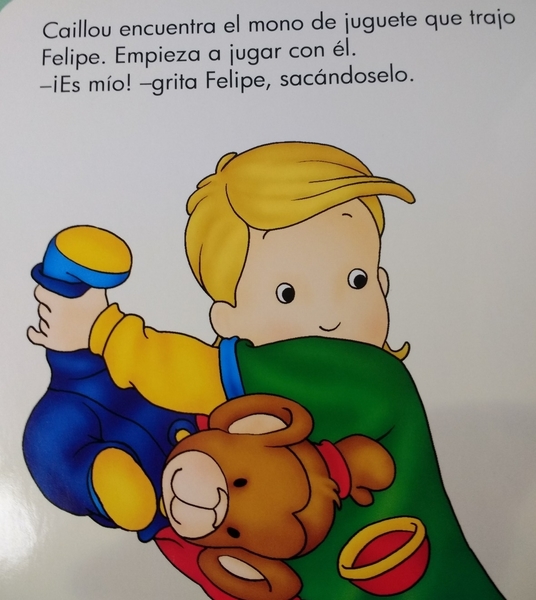 Caillou encuentra el mono de juguete que trajo
Felipe. Empieza a jugar con él.
–¡Es mío! –grita Felipe, sacándoselo.